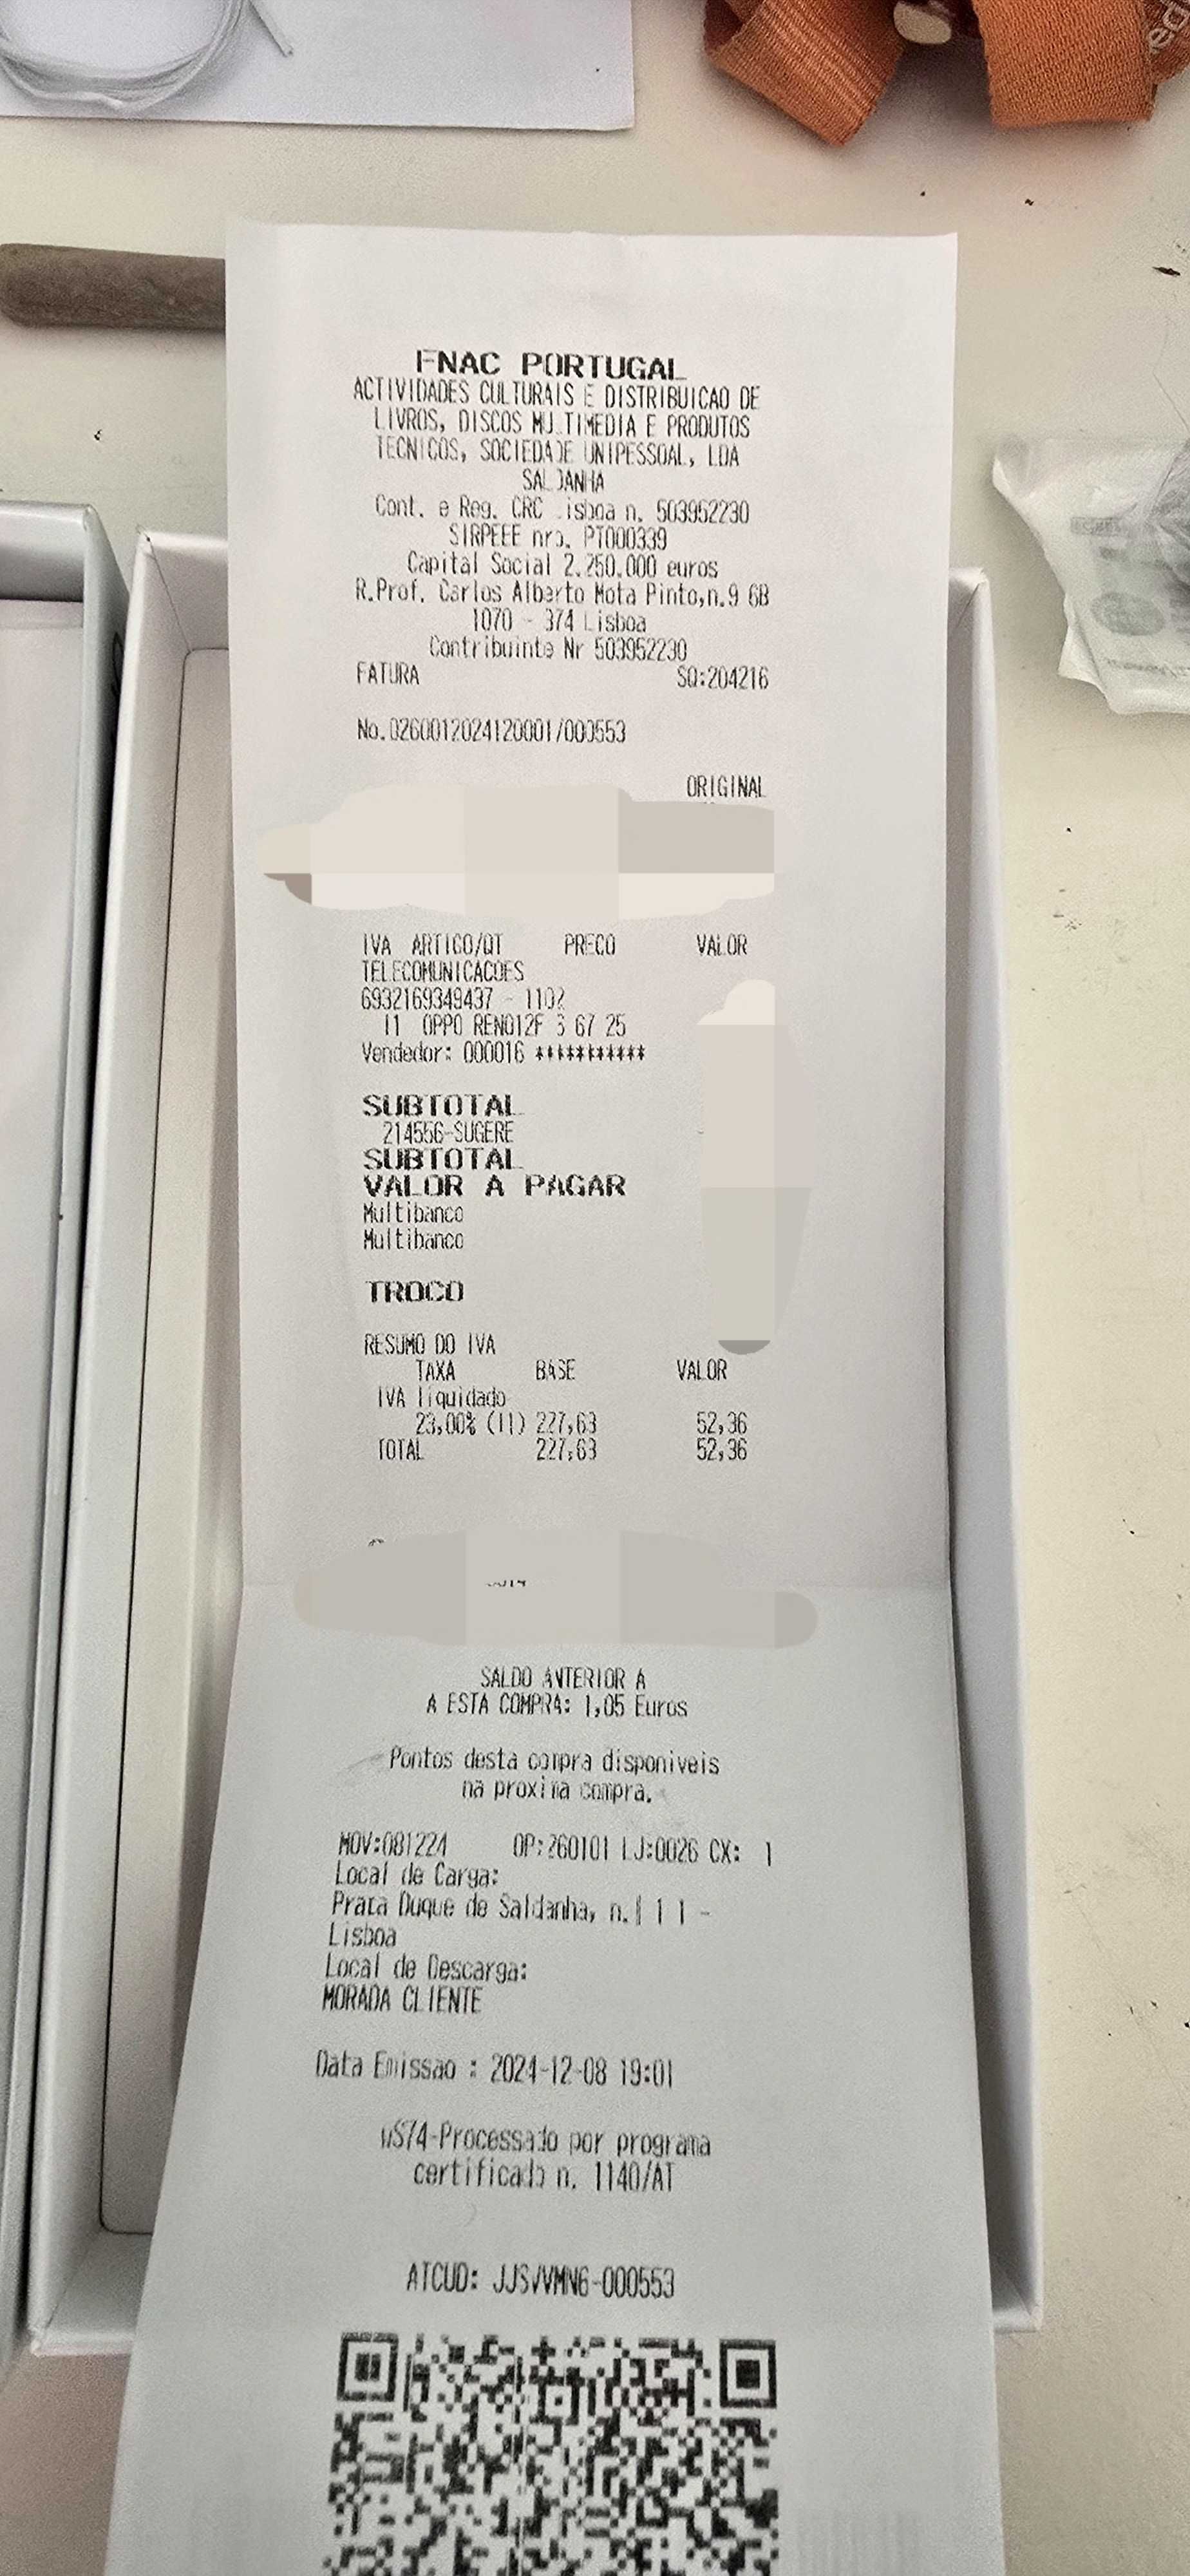 FNAC PORTUGAL
ACTIVIDADES CULTURAIS E DISTRIBUICAO DE
LIVROS, DISCOS MULTIMEDIA E PRODUTOS
TECNICOS, SOCIEDADE UNIPESSOAL, LDA
SALDANHA
Cont. e Reg. CRC Lisboa n. 503952230
SIRPEEE nro. PT000339
Capital Social 2.250.000 euros
R.Prof. Carlos Alberto Mota Pinto,n.9 6B
1070 - 374 Lisboa
Contribuinte Nr 503952230
FATURA SQ:204216
No.0260012024120001/000553
ORIGINAL
IVA ARTIGO/QT PRECO VALOR
TELECOMUNICACOES
6932169349437 - 1102
I1 OPPO RENO12F 67 25
Vendedor: 000016 ***********
SUBTOTAL
214556-SUGERE
SUBTOTAL
VALOR A PAGAR
Multibanco
Multibanco
TROCO
RESUMO DO IVA
TAXA BASE VALOR
IVA liquidado
23,00% (I1) 227,63 52,36
TOTAL 227,63 52,36
SALDO ANTERIOR A
A ESTA COMPRA: 1,05 Euros
Pontos desta compra disponiveis
na proxima compra.
MOV:081224 OP:260101 LJ:0026 CX: 1
Local de Carga:
Praca Duque de Saldanha, n. 1 1 -
Lisboa
Local de Descarga:
MORADA CLIENTE
Data Emissao : 2024-12-08 19:01
-Processado por programa
certificado n. 1140/AT
ATCUD: -000553